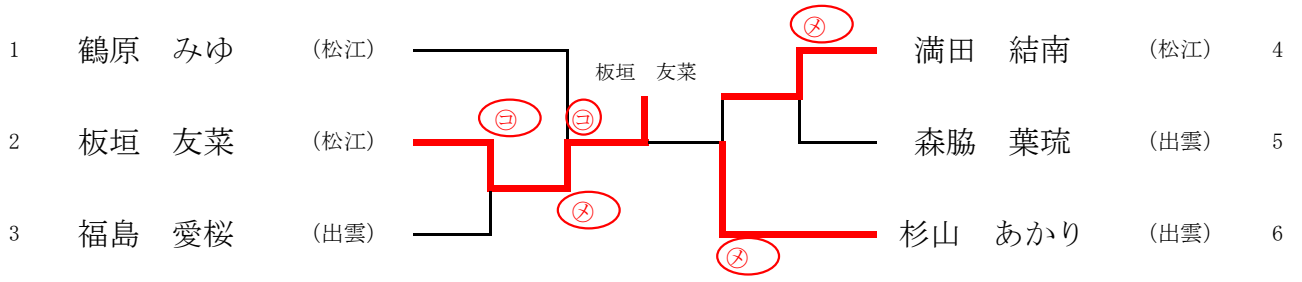 ㋱
1 鶴原 みゆ (松江) 満田 結南 (松江) 4
板垣 友菜
㋙ ㋙
2 板垣 友菜 (松江) 森脇 葉琉 (出雲) 5
㋱
3 福島 愛桜 (出雲) 杉山 あかり (出雲) 6
㋱